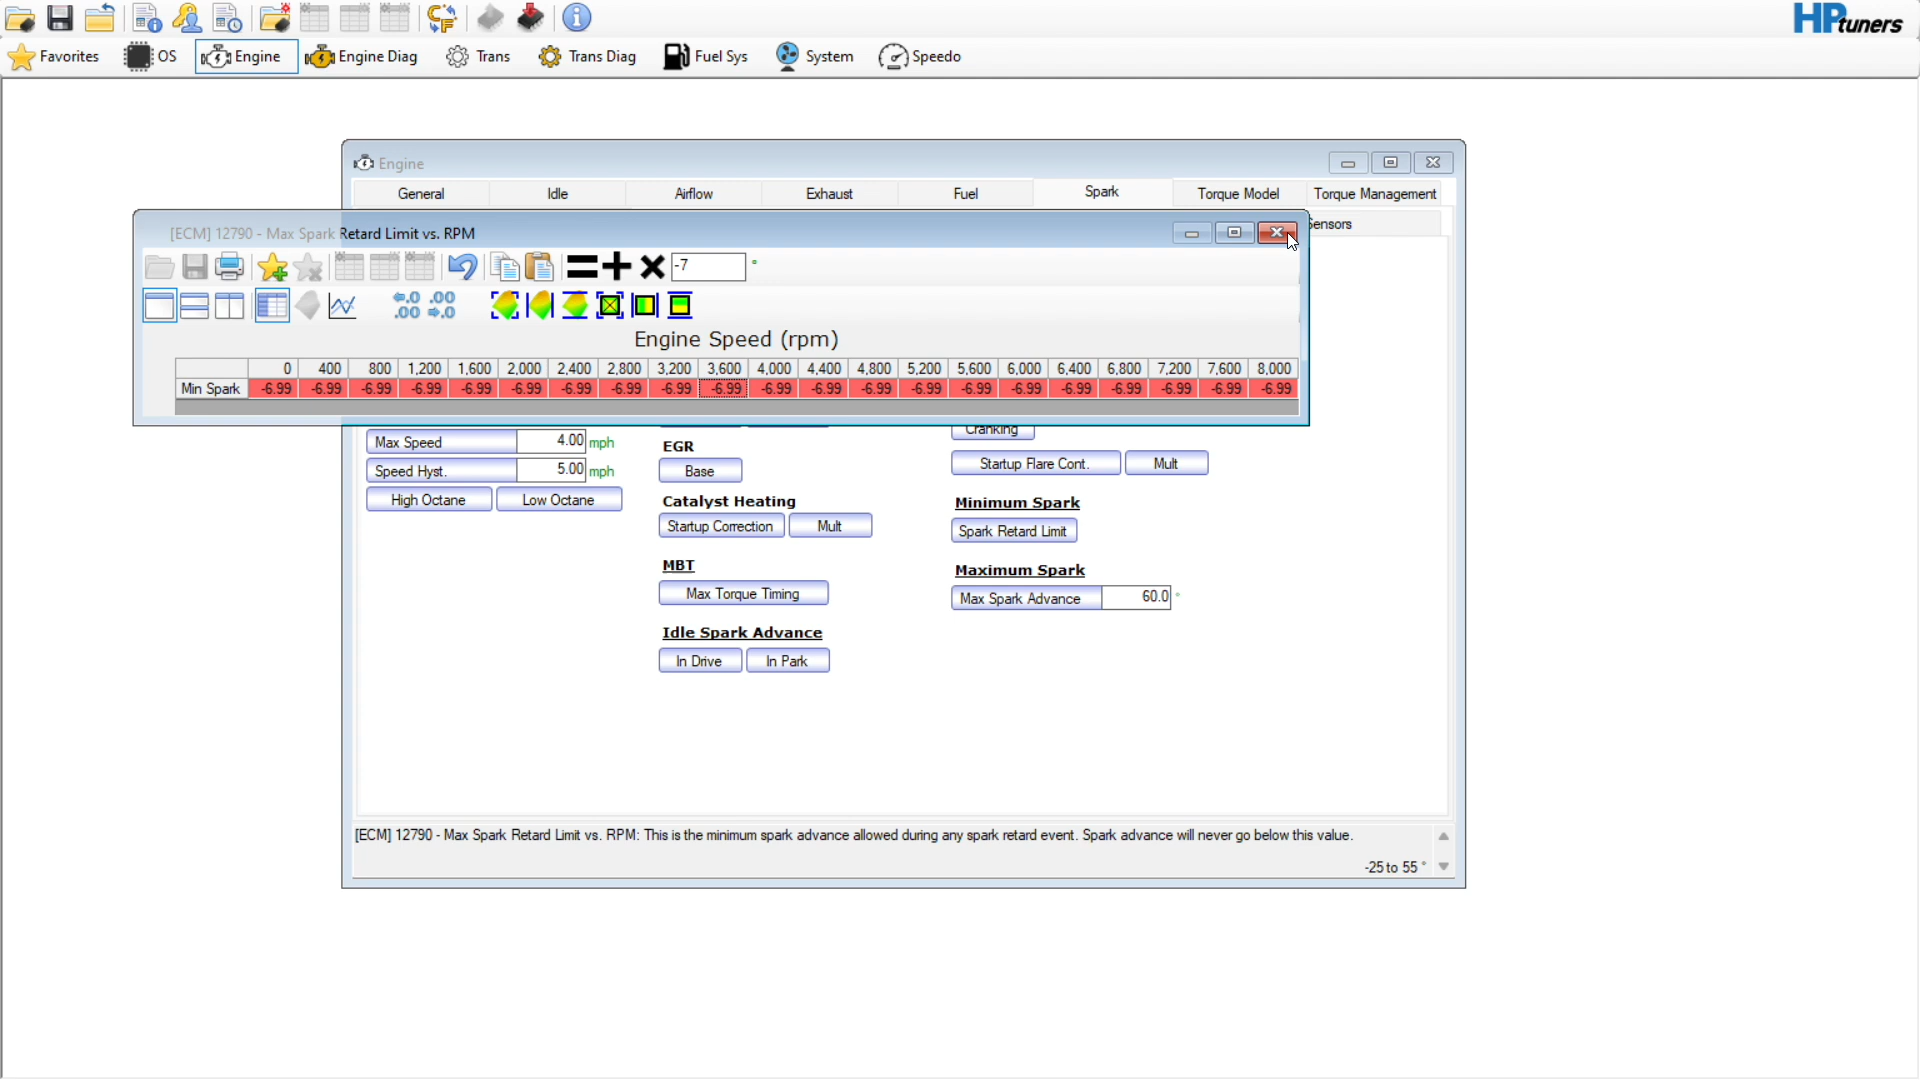 HP tuners
Favorites OS Engine Engine Diag Trans Trans Diag Fuel Sys System Speedo
Engine
General Idle Airflow Exhaust Fuel Spark Torque Model Torque Management
Sensors
[ECM] 12790 - Max Spark Retard Limit vs. RPM
-7 °
Engine Speed (rpm)
0 400 800 1,200 1,600 2,000 2,400 2,800 3,200 3,600 4,000 4,400 4,800 5,200 5,600 6,000 6,400 6,800 7,200 7,600 8,000
Min Spark -6.99 -6.99 -6.99 -6.99 -6.99 -6.99 -6.99 -6.99 -6.99 -6.99 -6.99 -6.99 -6.99 -6.99 -6.99 -6.99 -6.99 -6.99 -6.99 -6.99 -6.99
Max Speed 4.00 mph
Speed Hyst. 5.00 mph
High Octane Low Octane
EGR
Base
Catalyst Heating
Startup Correction Mult
MBT
Max Torque Timing
Idle Spark Advance
In Drive In Park
Cranking
Startup Flare Cont. Mult
Minimum Spark
Spark Retard Limit
Maximum Spark
Max Spark Advance 60.0 °
[ECM] 12790 - Max Spark Retard Limit vs. RPM: This is the minimum spark advance allowed during any spark retard event. Spark advance will never go below this value.
-25 to 55 °